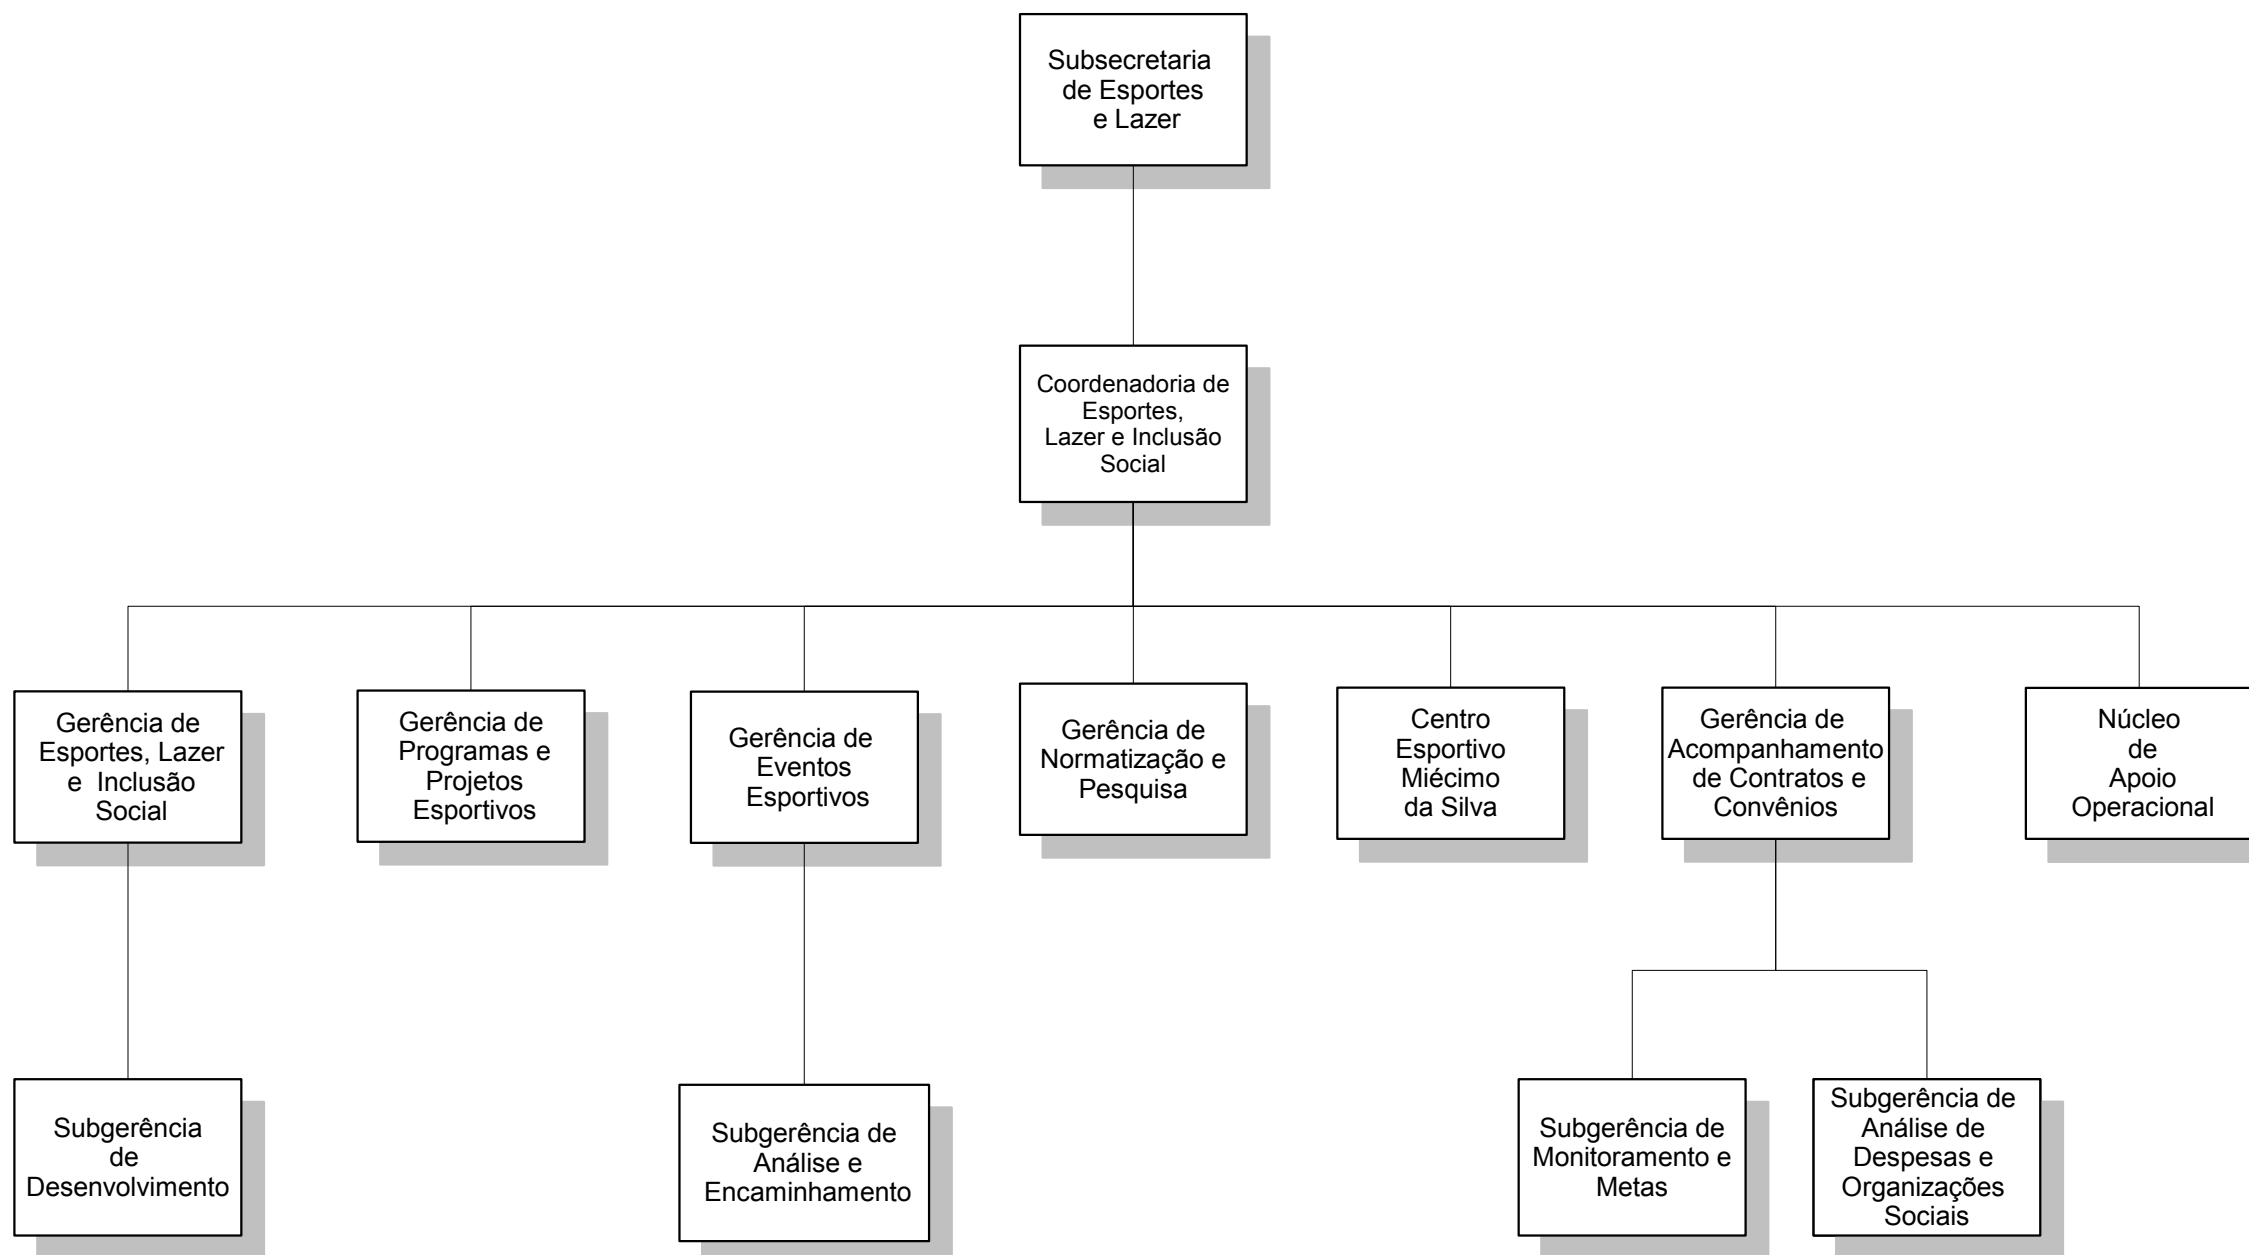 Subsecretaria
de Esportes
e Lazer
Coordenadoria de
Esportes,
Lazer e Inclusão
Social
Gerência de
Esportes, Lazer
e Inclusão
Social
Gerência de
Programas e
Projetos
Esportivos
Gerência de
Eventos
Esportivos
Gerência de
Normatização e
Pesquisa
Centro
Esportivo
Miécimo
da Silva
Gerência de
Acompanhamento
de Contratos e
Convênios
Núcleo
de
Apoio
Operacional
Subgerência
de
Desenvolvimento
Subgerência de
Análise e
Encaminhamento
Subgerência de
Monitoramento e
Metas
Subgerência de
Análise de
Despesas e
Organizações
Sociais